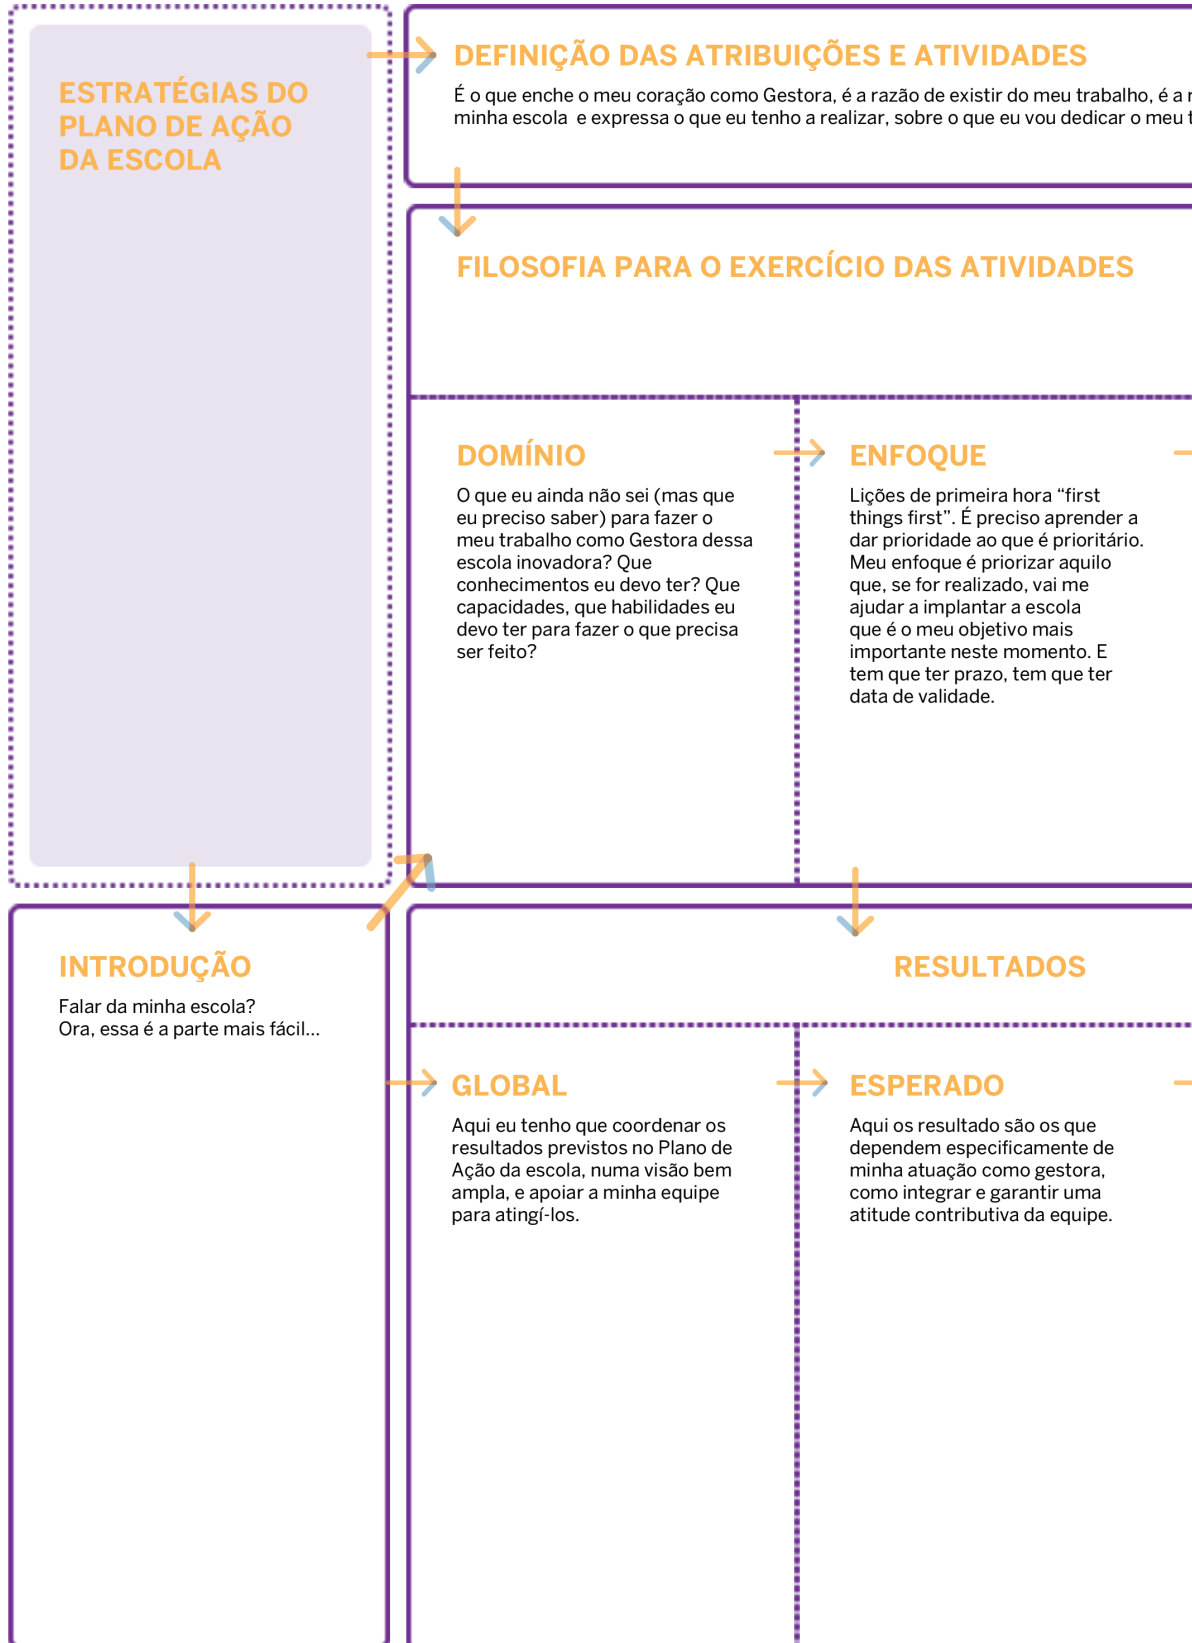 ESTRATÉGIAS DO
PLANO DE AÇÃO
DA ESCOLA
DEFINIÇÃO DAS ATRIBUIÇÕES E ATIVIDADES
É o que enche o meu coração como Gestora, é a razão de existir do meu trabalho, é a
minha escola e expressa o que eu tenho a realizar, sobre o que eu vou dedicar o meu
FILOSOFIA PARA O EXERCÍCIO DAS ATIVIDADES
DOMÍNIO
O que eu ainda não sei (mas que
eu preciso saber) para fazer o
meu trabalho como Gestora dessa
escola inovadora? Que
conhecimentos eu devo ter? Que
capacidades, que habilidades eu
devo ter para fazer o que precisa
ser feito?
ENFOQUE
Lições de primeira hora “first
things first”. É preciso aprender a
dar prioridade ao que é prioritário.
Meu enfoque é priorizar aquilo
que, se for realizado, vai me
ajudar a implantar a escola
que é o meu objetivo mais
importante neste momento. E
tem que ter prazo, tem que ter
data de validade.
INTRODUÇÃO
Falar da minha escola?
Ora, essa é a parte mais fácil...
RESULTADOS
GLOBAL
Aqui eu tenho que coordenar os
resultados previstos no Plano de
Ação da escola, numa visão bem
ampla, e apoiar a minha equipe
para atingí-los.
ESPERADO
Aqui os resultado são os que
dependem especificamente de
minha atuação como gestora,
como integrar e garantir uma
atitude contributiva da equipe.